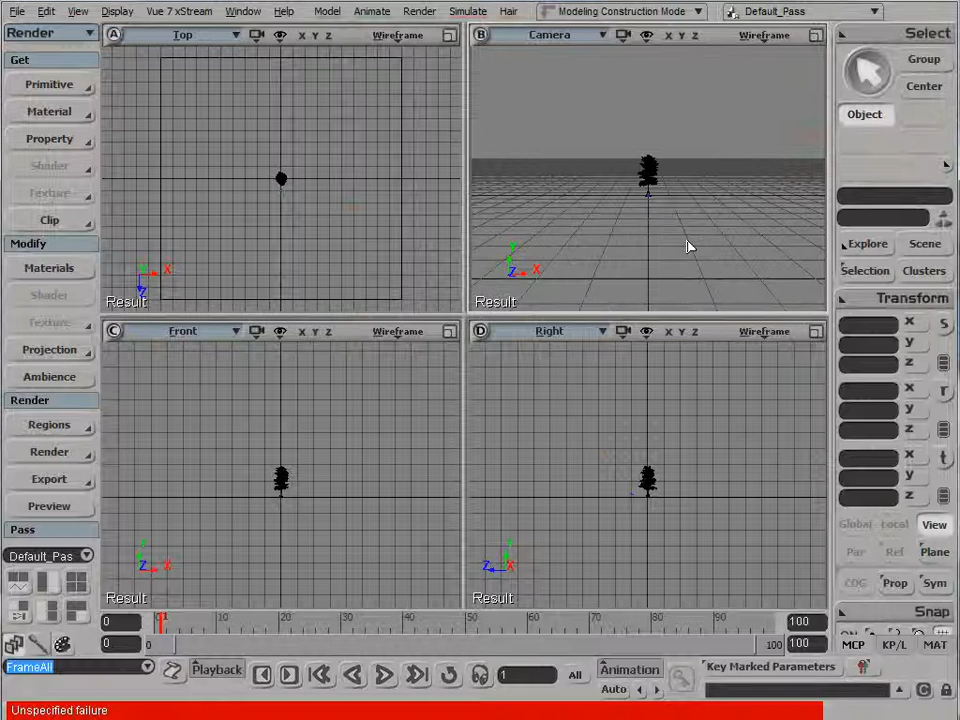 File Edit View Display Vue 7 xStream Window Help Model Animate Render Simulate Hair Modeling Construction Mode Default_Pass
Render
A Top X Y Z Wireframe
B Camera X Y Z Wireframe
Select
Get
Primitive
Material
Property
Shader
Texture
Clip
Modify
Materials
Shader
Texture
Projection
Ambience
Render
Regions
Render
Export
Preview
Pass
Default_Pas
X
Z
Result
Y
Z X
Result
C Front X Y Z Wireframe
D Right X Y Z Wireframe
Z X
Result
Z X
Result
Group
Center
Object
Explore Scene
Selection Clusters
Transform
x s
y
z
x r
y
z
x t
y
z
Global Local View
Par Ref Plane
COG Prop Sym
Snap
ON
MCP KP/L MAT
0 10 20 30 40 50 60 70 80 90 100
0 0 100 100
FrameAll Playback 1 All Animation Key Marked Parameters
Auto
Unspecified failure